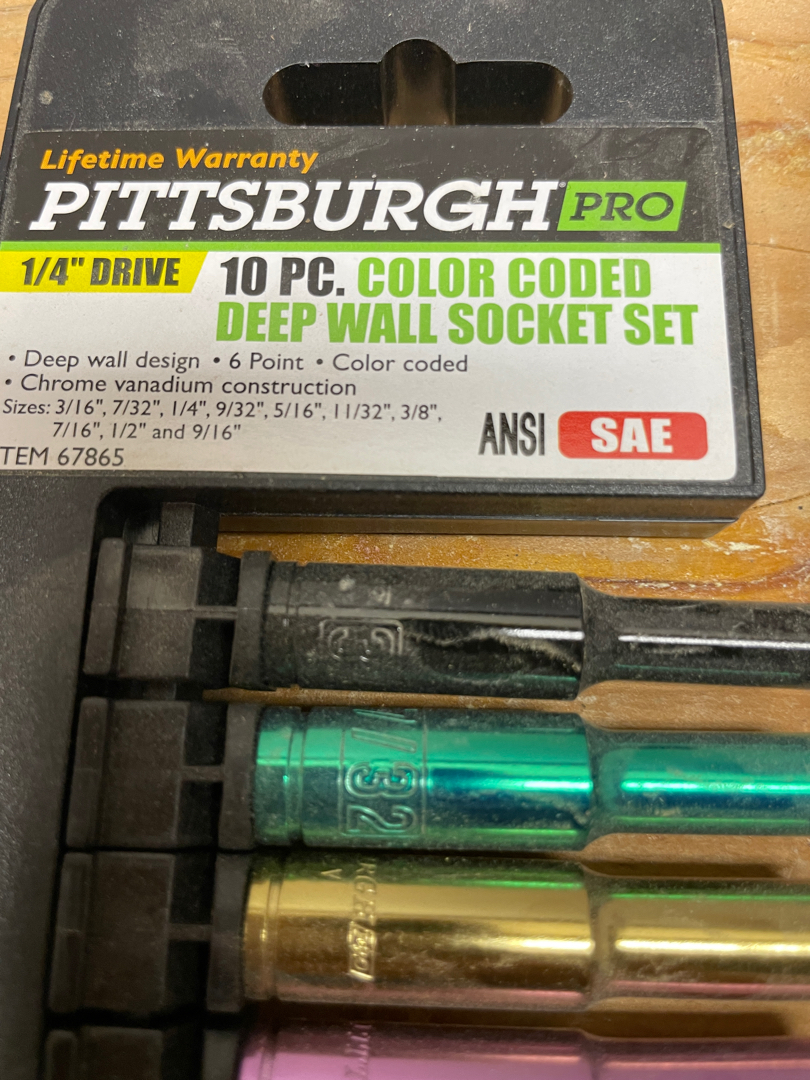 Lifetime Warranty
PITTSBURGH® PRO
1/4" DRIVE
10 PC. COLOR CODED
DEEP WALL SOCKET SET
• Deep wall design • 6 Point • Color coded
• Chrome vanadium construction
Sizes: 3/16", 7/32", 1/4", 9/32", 5/16", 11/32", 3/8",
7/16", 1/2" and 9/16"
TEM 67865
ANSI SAE
/32